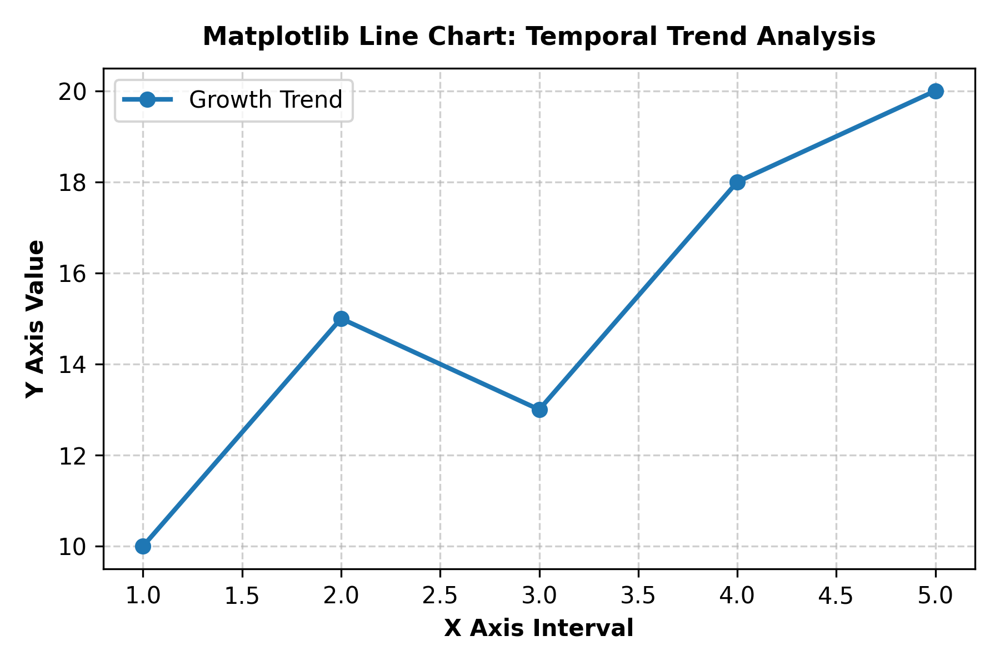 Matplotlib Line Chart: Temporal Trend Analysis
Growth Trend
20
18
16
14
12
10
Y Axis Value
1.0 1.5 2.0 2.5 3.0 3.5 4.0 4.5 5.0
X Axis Interval